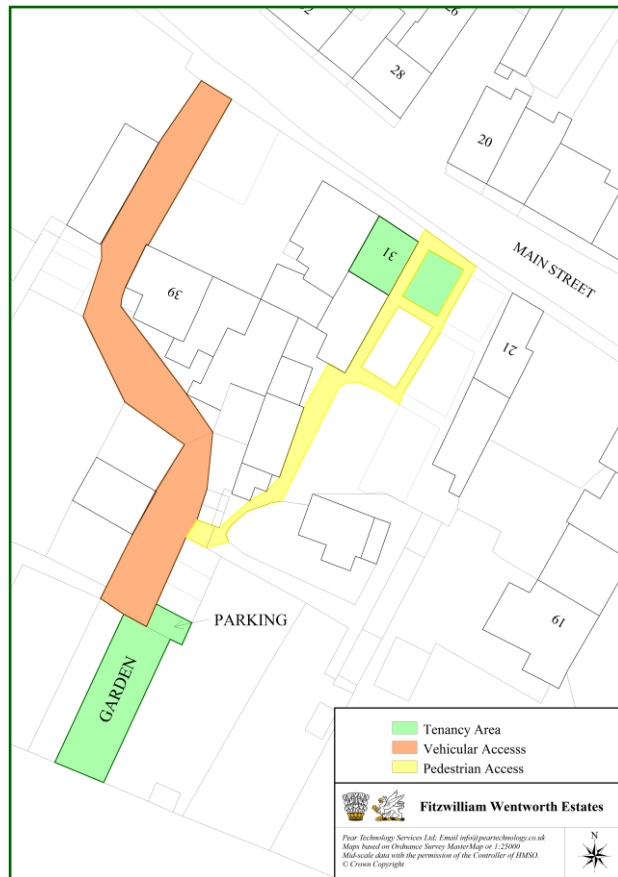 26
28
20
MAIN STREET
31
39
21
PARKING
GARDEN
19
Tenancy Area
Vehicular Accesss
Pedestrian Access
Fitzwilliam Wentworth Estates
Pear Technology Services Ltd; Email info@peartechnology.co.uk
Maps based on Ordnance Survey MasterMap or 1:25000
Mid-scale data with the permission of the Controller of HMSO.
© Crown Copyright
N